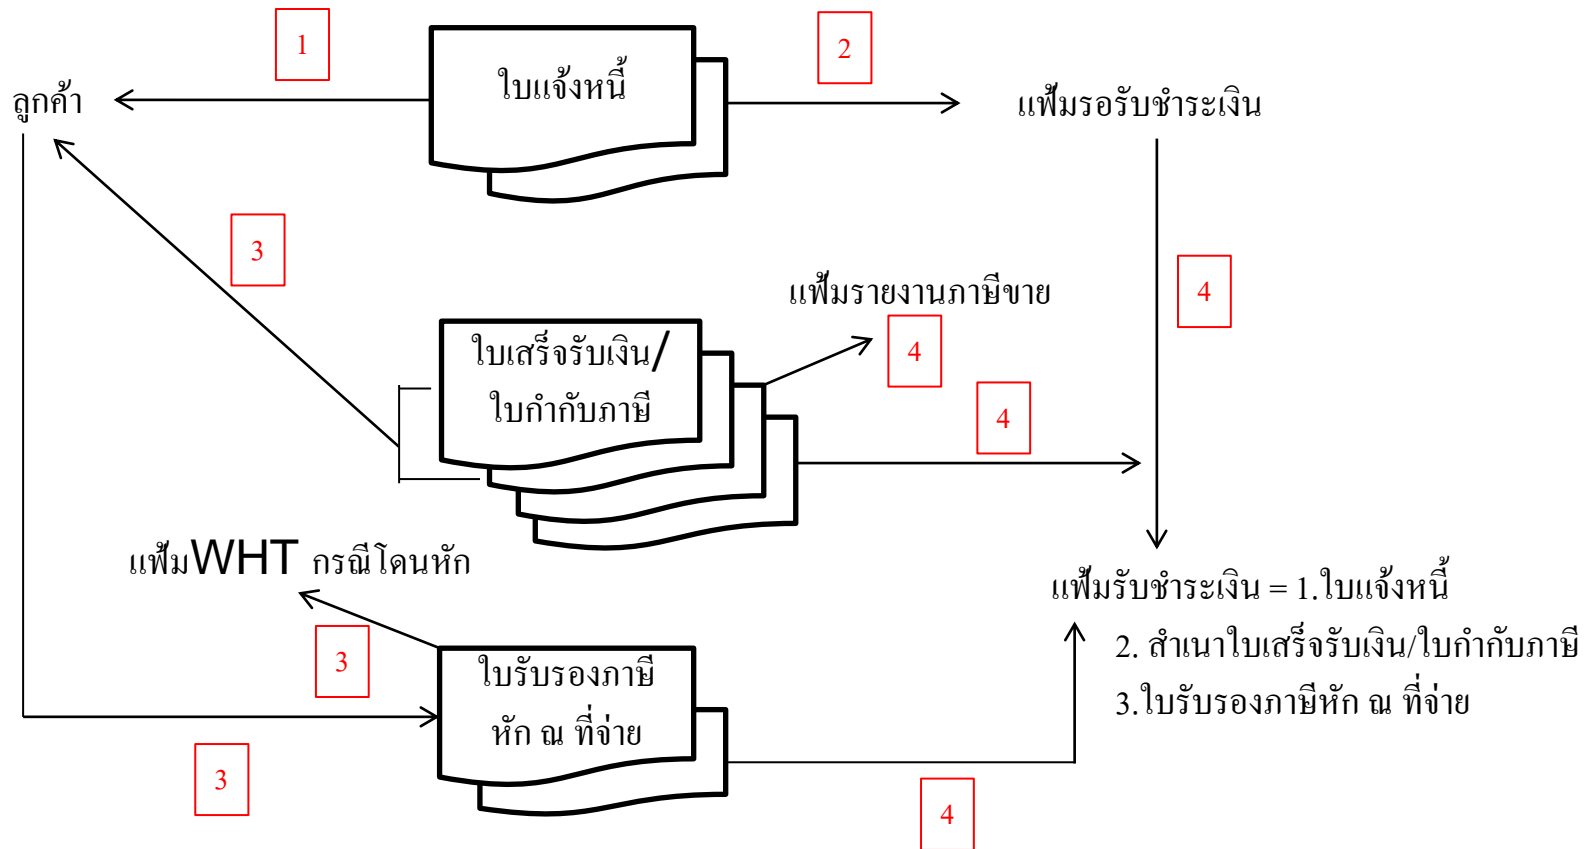 1
2
ใบแจ้งหนี้
ลูกค้า
แฟ้มรอรับชำระเงิน
3
4
แฟ้มรายงานภาษีขาย
ใบเสร็จรับเงิน/
ใบกำกับภาษี
4
4
แฟ้มWHT กรณีโดนหัก
แฟ้มรับชำระเงิน = 1.ใบแจ้งหนี้
2. สำเนาใบเสร็จรับเงิน/ใบกำกับภาษี
3.ใบรับรองภาษีหัก ณ ที่จ่าย
3
ใบรับรองภาษี
หัก ณ ที่จ่าย
3
4